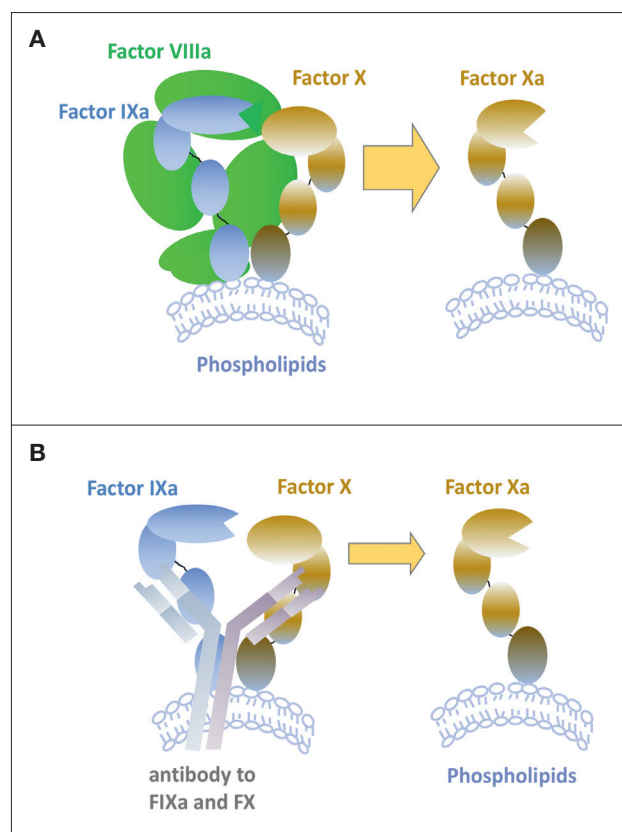 A
Factor VIIIa
Factor X
Factor Xa
Factor IXa
Phospholipids
B
Factor IXa
Factor X
Factor Xa
antibody to
FIXa and FX
Phospholipids